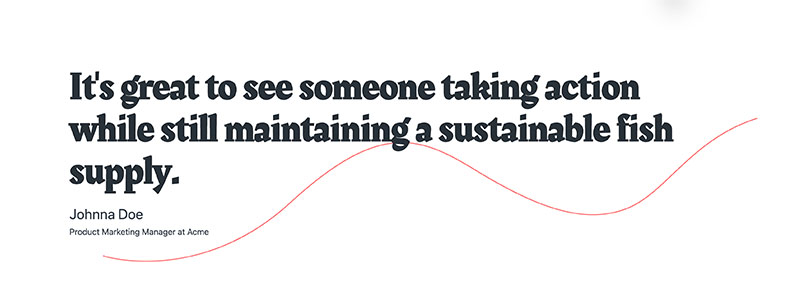 It's great to see someone taking action
while still maintaining a sustainable fish
supply.
Johnna Doe
Product Marketing Manager at Acme